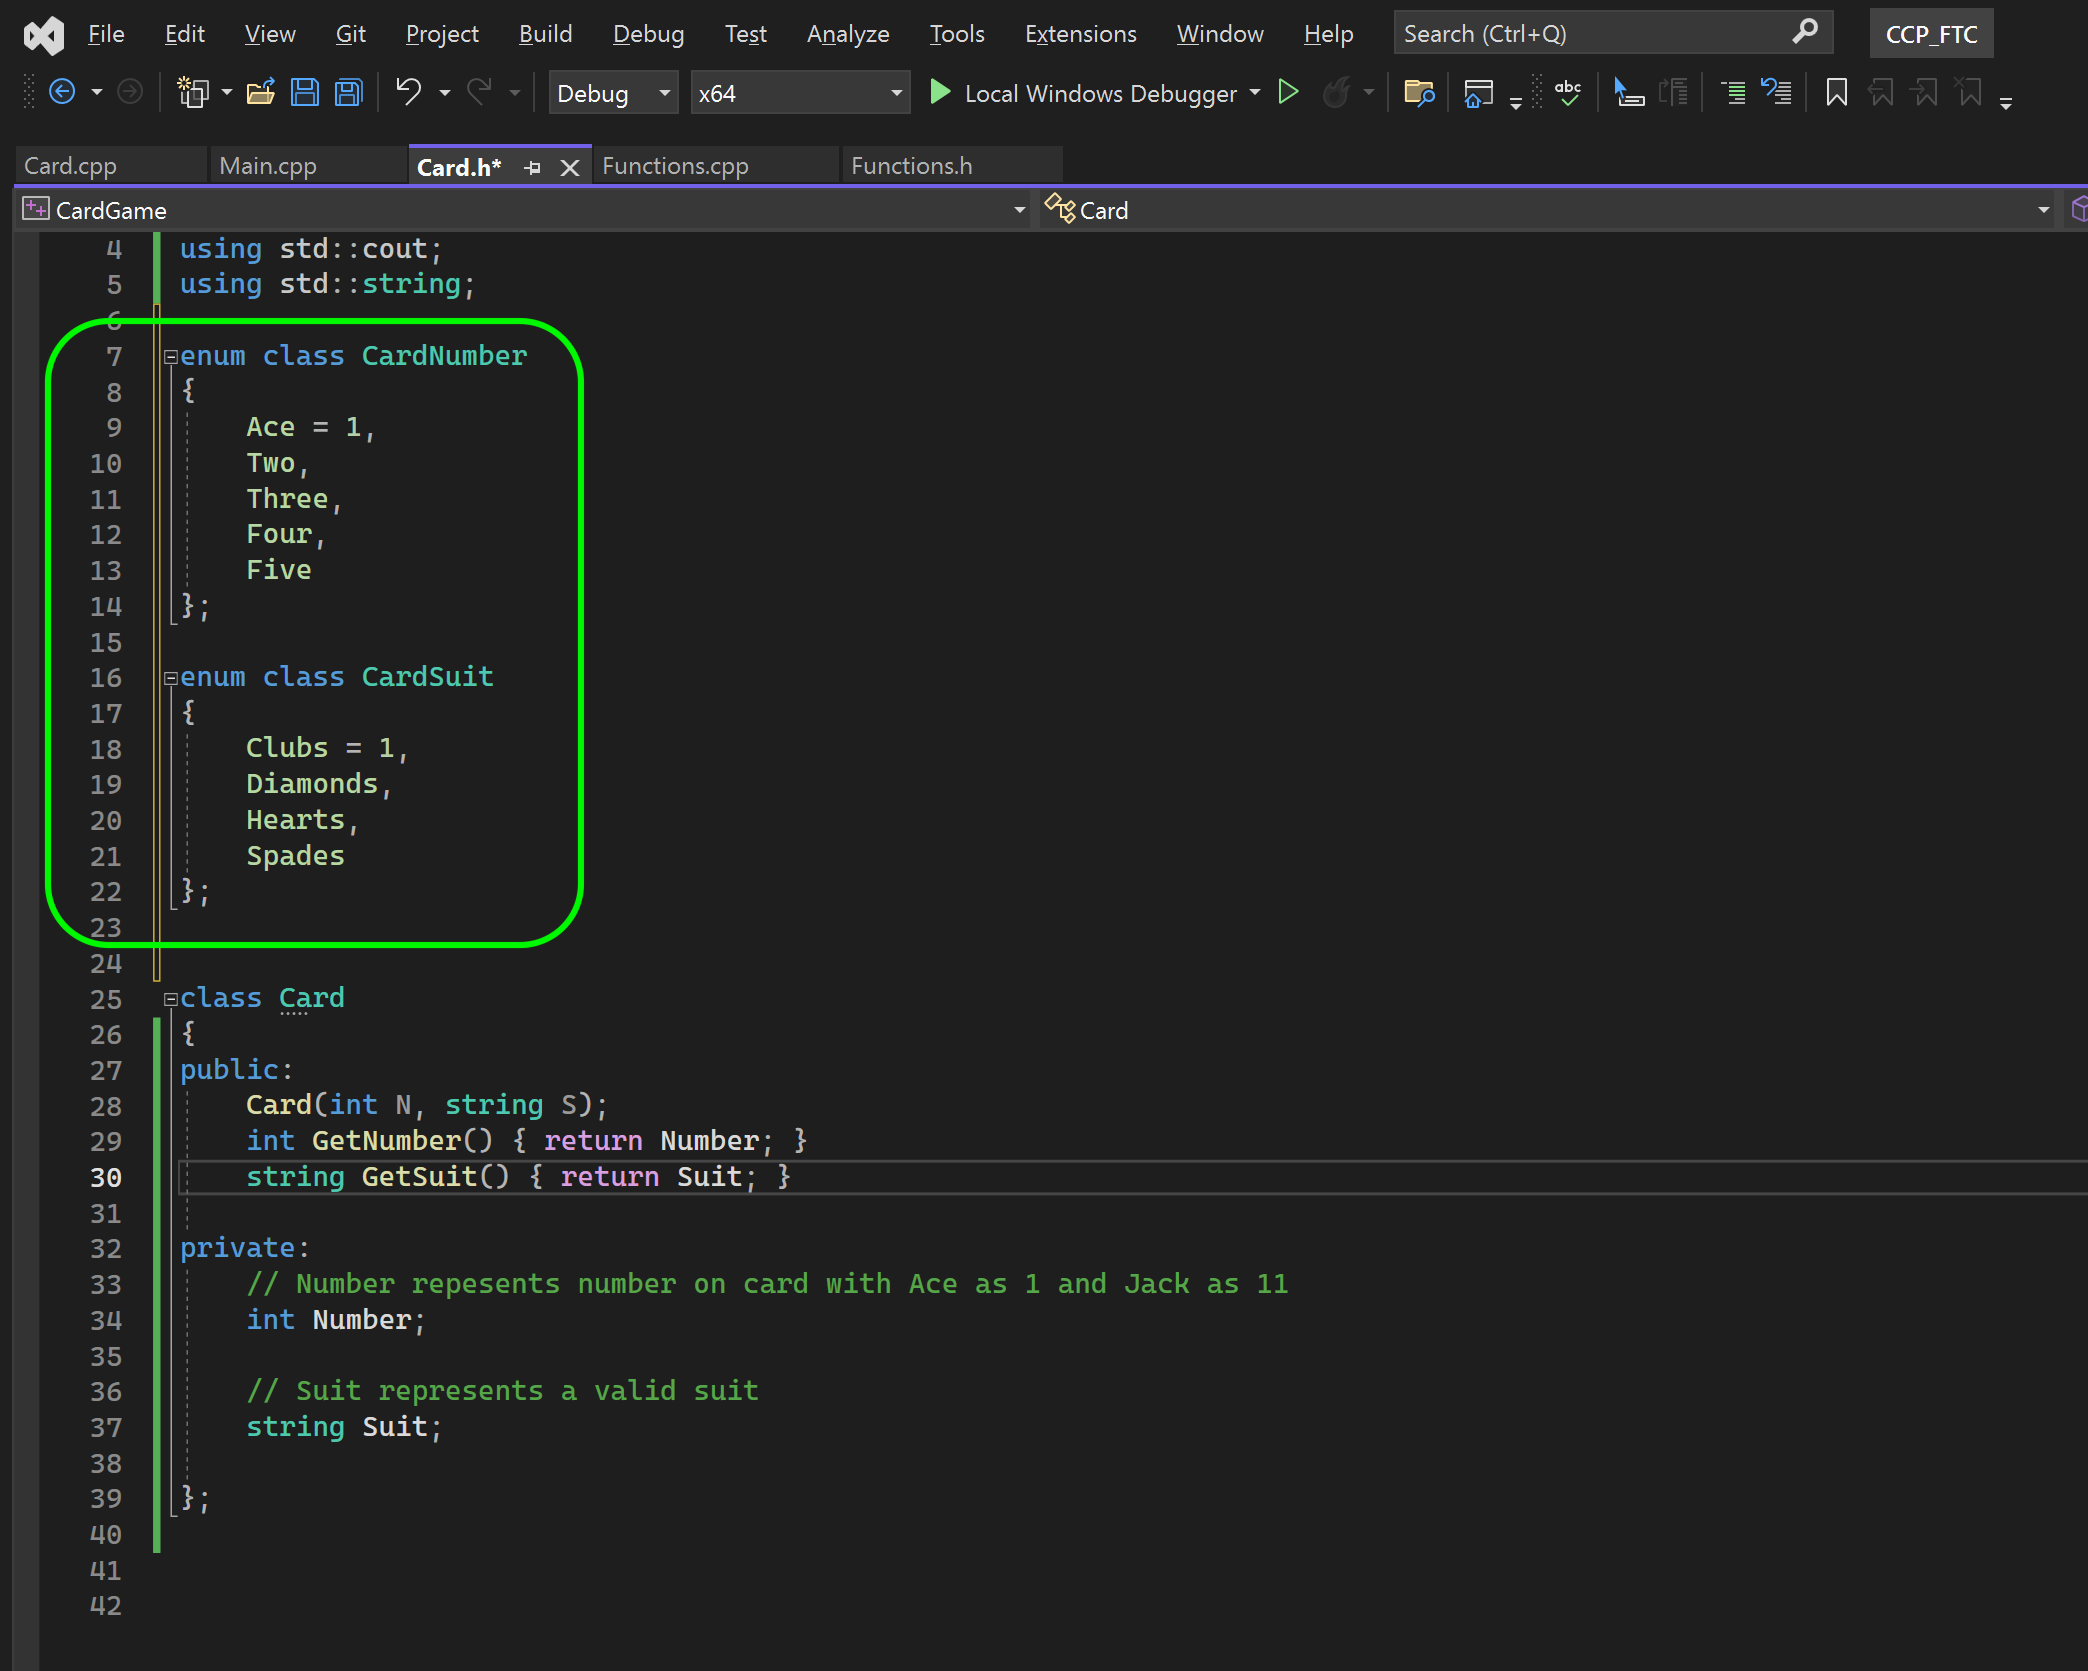 File Edit View Git Project Build Debug Test Analyze Tools Extensions Window Help Search (Ctrl+Q) CCP_FTC
Debug x64 Local Windows Debugger abc
Card.cpp Main.cpp Card.h* Functions.cpp Functions.h
CardGame Card
4 using std::cout;
5 using std::string;
6
7 enum class CardNumber
8 {
9 Ace = 1,
10 Two,
11 Three,
12 Four,
13 Five
14 };
15
16 enum class CardSuit
17 {
18 Clubs = 1,
19 Diamonds,
20 Hearts,
21 Spades
22 };
23
24
25 class Card
26 {
27 public:
28 Card(int N, string S);
29 int GetNumber() { return Number; }
30 string GetSuit() { return Suit; }
31
32 private:
33 // Number repesents number on card with Ace as 1 and Jack as 11
34 int Number;
35
36 // Suit represents a valid suit
37 string Suit;
38
39 };
40
41
42